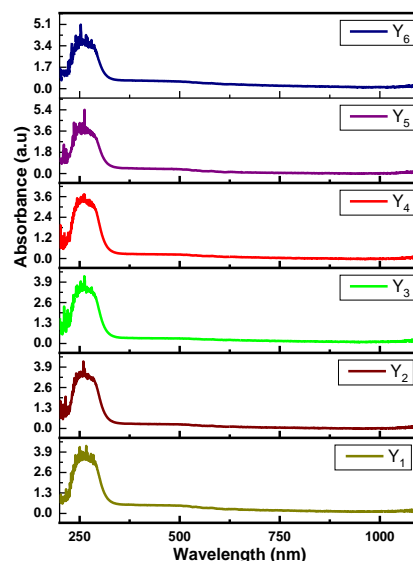 Absorbance (a.u)
5.1
3.4
1.7
0.0
Y6
5.4
3.6
1.8
0.0
Y5
3.6
2.4
1.2
0.0
Y4
3.9
2.6
1.3
0.0
Y3
3.9
2.6
1.3
0.0
Y2
3.9
2.6
1.3
0.0
Y1
250 500 750 1000
Wavelength (nm)